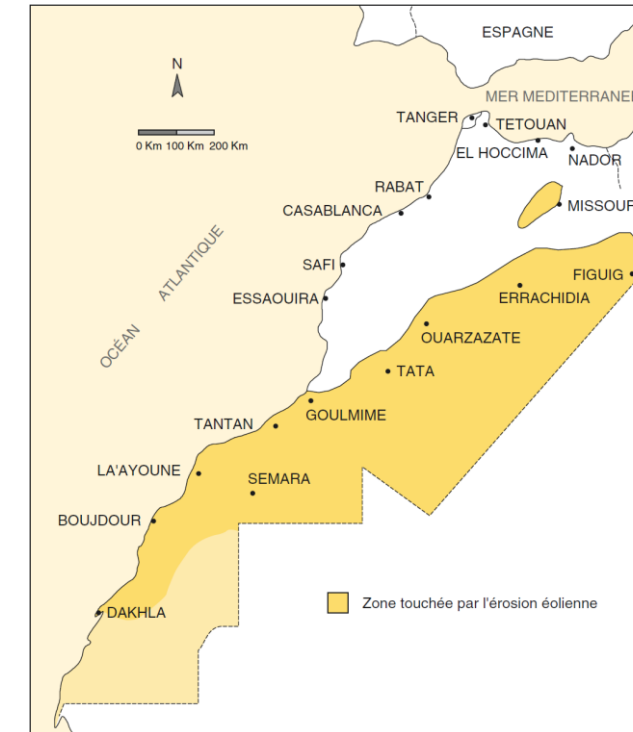 ESPAGNE
N
MER MEDITERRANEE
TANGER
TETOUAN
0 Km 100 Km 200 Km
EL HOCCIMA
NADOR
RABAT
MISSOUR
CASABLANCA
OCÉAN ATLANTIQUE
SAFI
FIGUIG
ERRACHIDIA
ESSAOUIRA
OUARZAZATE
TATA
GOULMIME
TANTAN
LA'AYOUNE
SEMARA
BOUJDOUR
Zone touchée par l'érosion éolienne
DAKHLA